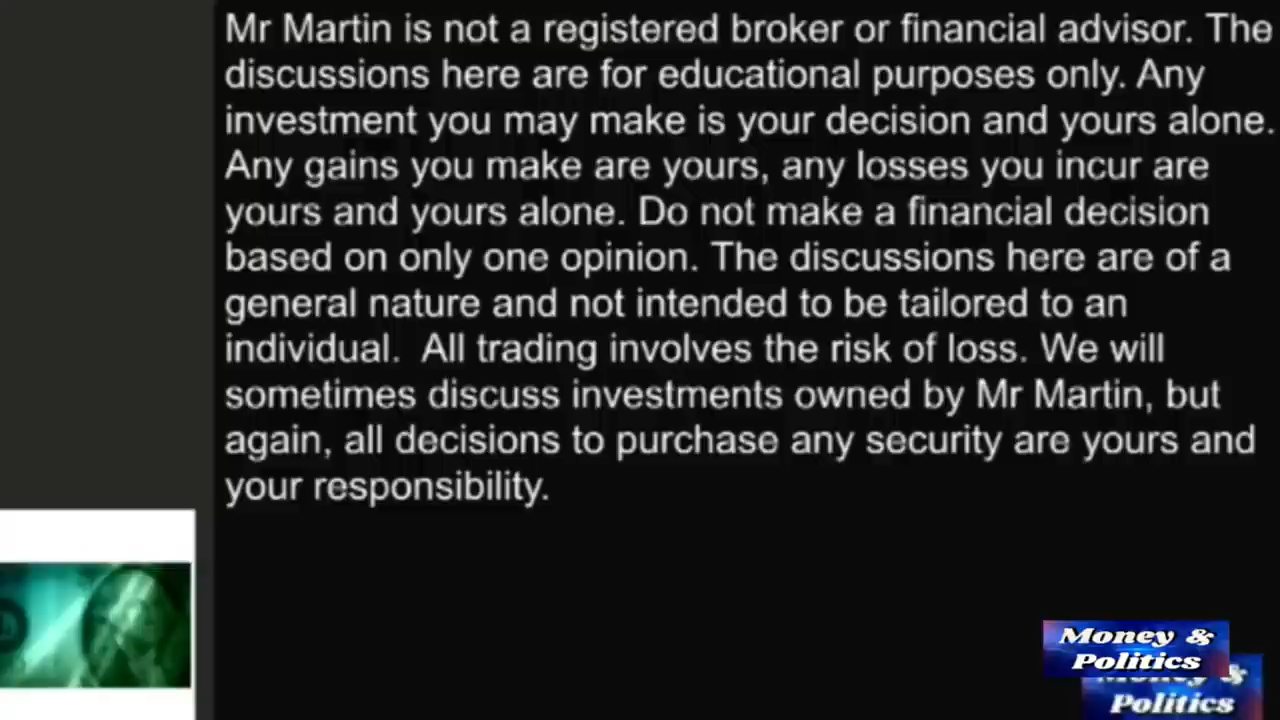 Mr Martin is not a registered broker or financial advisor. The
discussions here are for educational purposes only. Any
investment you may make is your decision and yours alone.
Any gains you make are yours, any losses you incur are
yours and yours alone. Do not make a financial decision
based on only one opinion. The discussions here are of a
general nature and not intended to be tailored to an
individual.  All trading involves the risk of loss. We will
sometimes discuss investments owned by Mr Martin, but
again, all decisions to purchase any security are yours and
your responsibility.
Money &
Politics
Money &
Politics